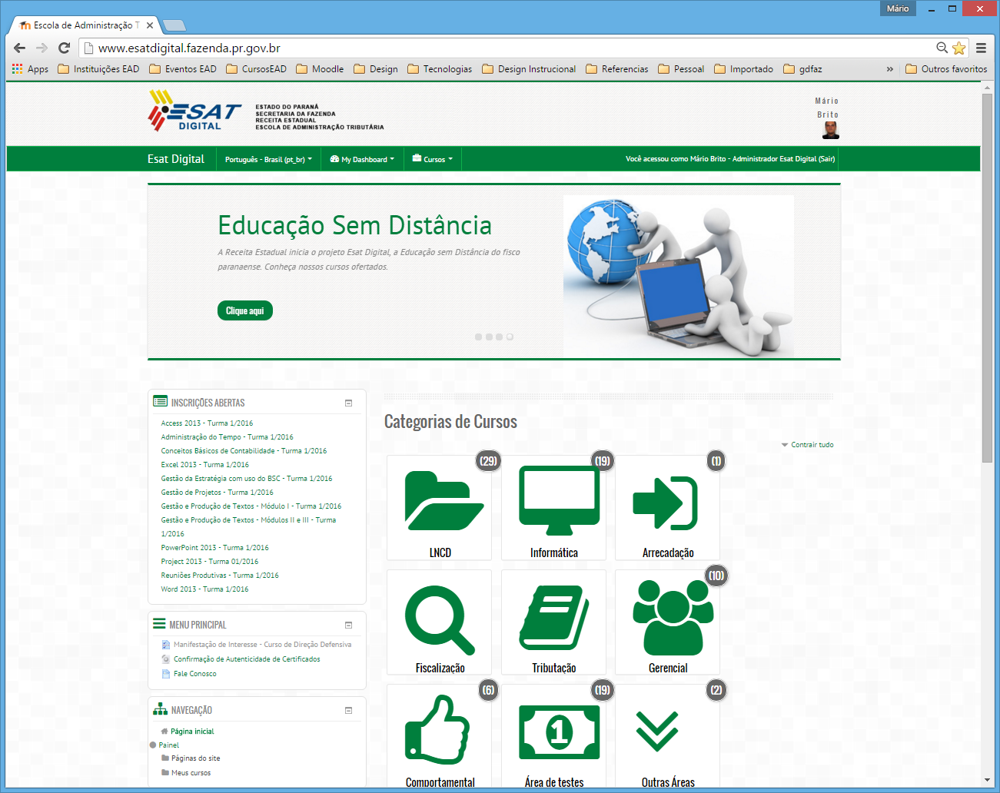 Mário
Escola de Administração T
www.esatdigital.fazenda.pr.gov.br
Apps Instituições EAD Eventos EAD CursosEAD Moodle Design Tecnologias Design Instrucional Referencias Pessoal Importado gdfaz » Outros favoritos
ESAT
DIGITAL
ESTADO DO PARANÁ
SECRETARIA DA FAZENDA
RECEITA ESTADUAL
ESCOLA DE ADMINISTRAÇÃO TRIBUTÁRIA
Mário
Brito
Esat Digital Português - Brasil (pt_br) My Dashboard Cursos Você acessou como Mário Brito - Administrador Esat Digital (Sair)
Educação Sem Distância
A Receita Estadual inicia o projeto Esat Digital, a Educação sem Distância do fisco
paranaense. Conheça nossos cursos ofertados.
Clique aqui
INSCRIÇÕES ABERTAS
Access 2013 - Turma 1/2016
Administração do Tempo - Turma 1/2016
Conceitos Básicos de Contabilidade - Turma 1/2016
Excel 2013 - Turma 1/2016
Gestão da Estratégia com uso do BSC - Turma 1/2016
Gestão de Projetos - Turma 1/2016
Gestão e Produção de Textos - Módulo I - Turma 1/2016
Gestão e Produção de Textos - Módulos II e III - Turma
1/2016
PowerPoint 2013 - Turma 1/2016
Project 2013 - Turma 01/2016
Reuniões Produtivas - Turma 1/2016
Word 2013 - Turma 1/2016
MENU PRINCIPAL
Manifestação de Interesse - Curso de Direção Defensiva
Confirmação de Autenticidade de Certificados
Fale Conosco
NAVEGAÇÃO
Página inicial
Painel
Páginas do site
Meus cursos
Categorias de Cursos
Contrair tudo
(29) (19) (1)
LNCD Informática Arrecadação
(10)
Fiscalização Tributação Gerencial
(6) (19) (2)
1
Comportamental Área de testes Outras Áreas